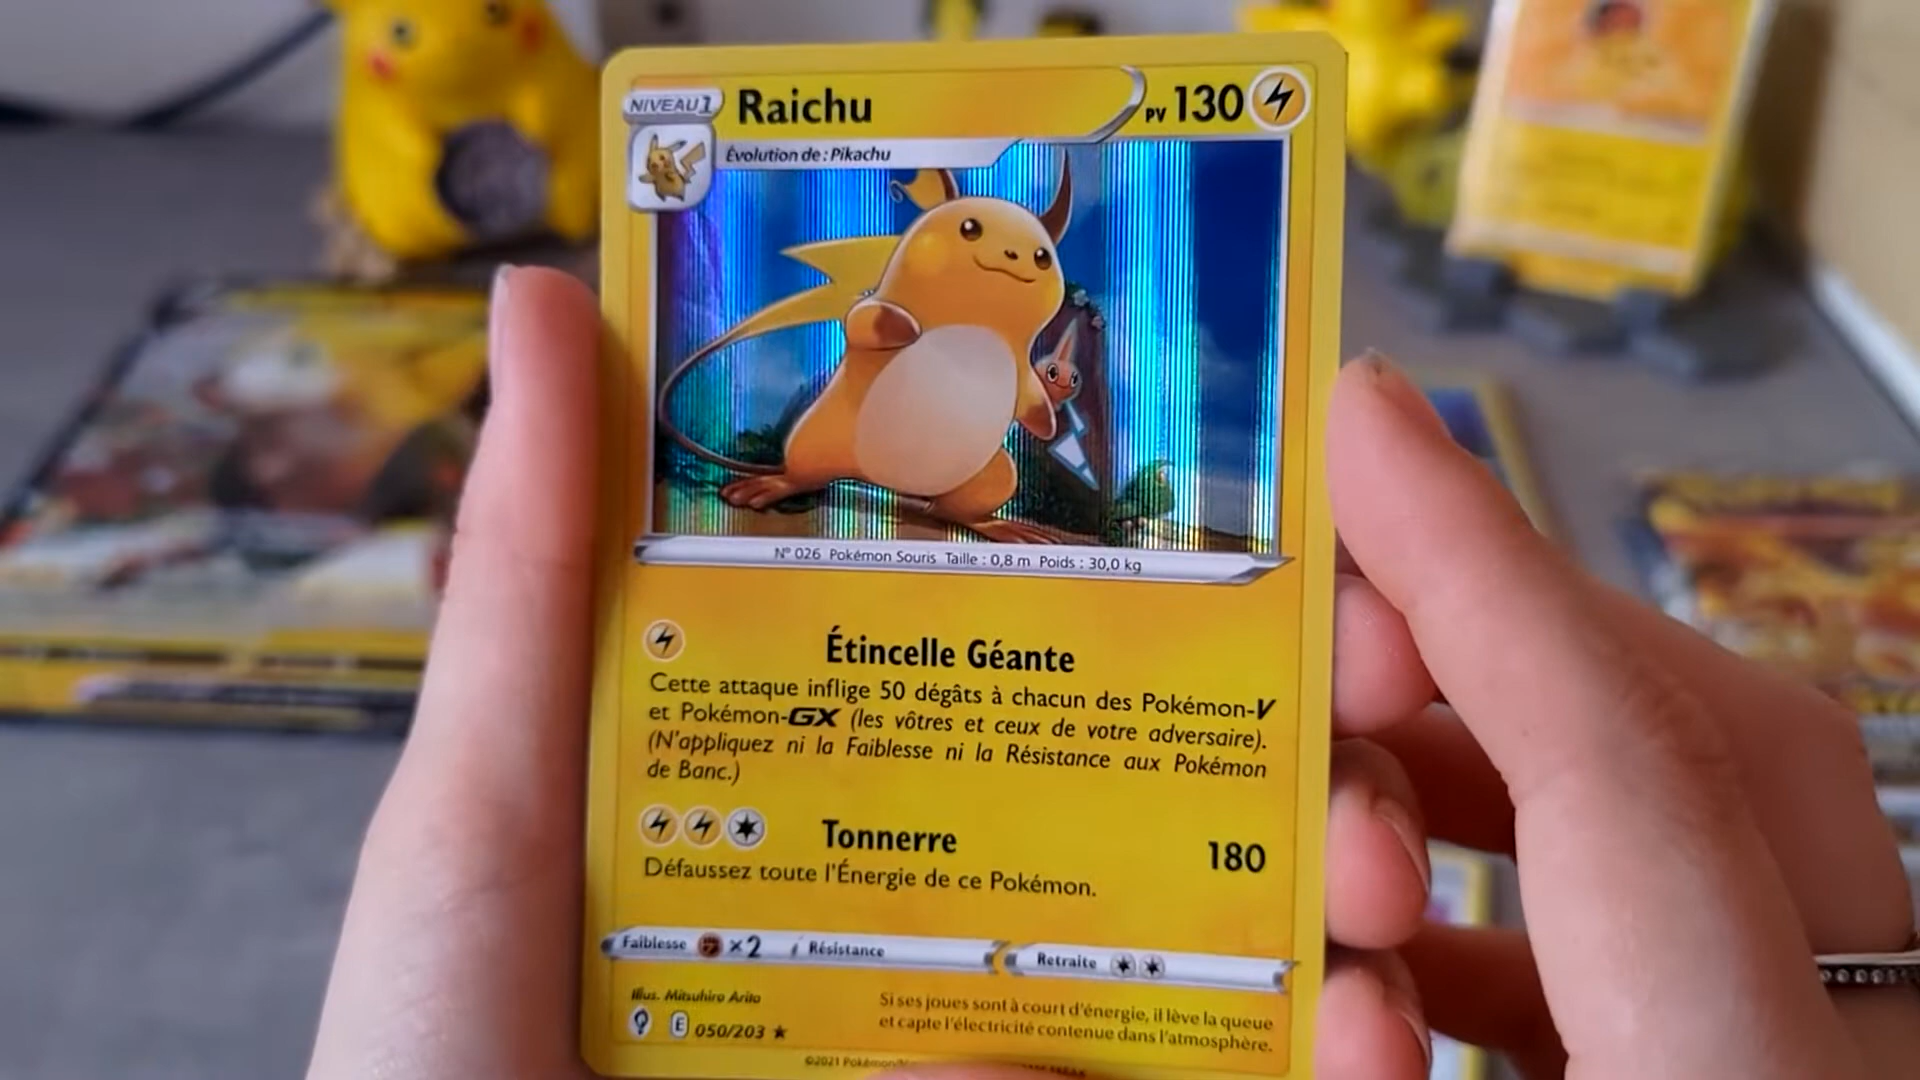 NIVEAU 1
Raichu
PV 130
Évolution de : Pikachu
N° 026 Pokémon Souris Taille : 0,8 m Poids : 30,0 kg
Étincelle Géante
Cette attaque inflige 50 dégâts à chacun des Pokémon-V
et Pokémon-GX (les vôtres et ceux de votre adversaire).
(N'appliquez ni la Faiblesse ni la Résistance aux Pokémon
de Banc.)
Tonnerre 180
Défaussez toute l'Énergie de ce Pokémon.
Faiblesse ×2 Résistance
Retraite
Illus. Mitsuhiro Arita
E 050/203
Si ses joues sont à court d'énergie, il lève la queue
et capte l'électricité contenue dans l'atmosphère.
©2021 Pokémon